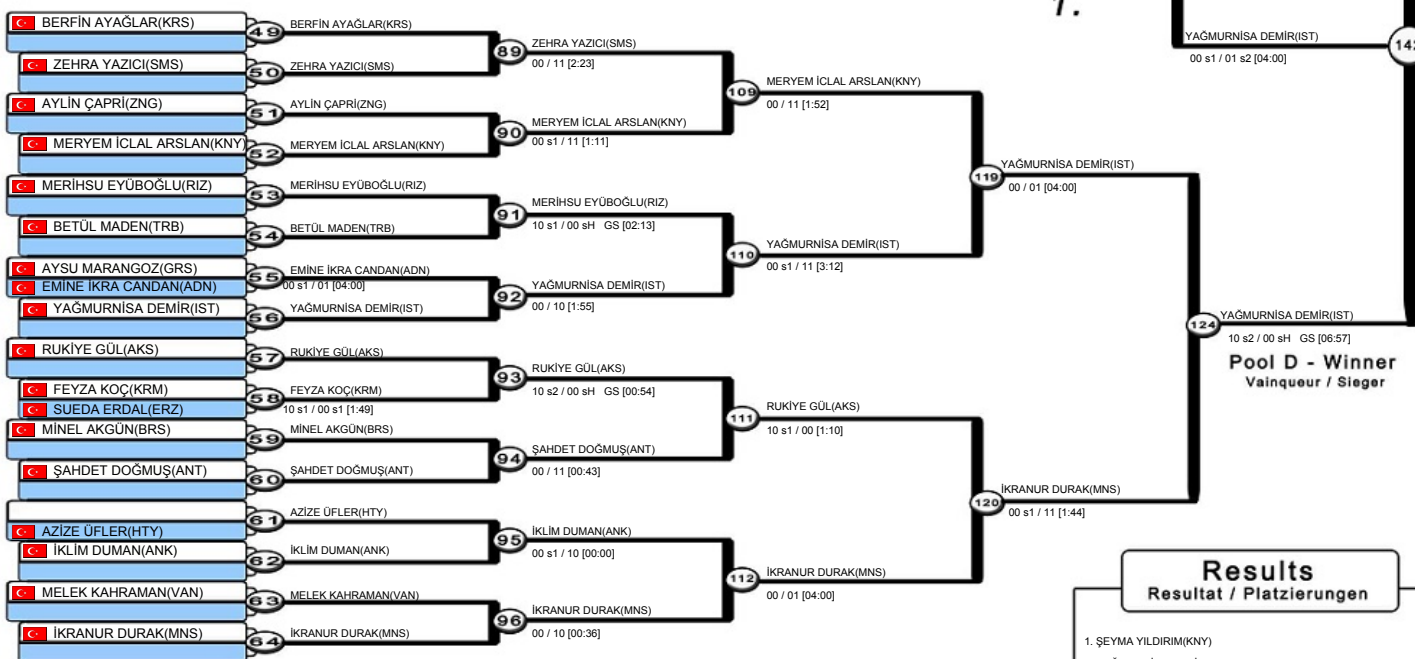 BERFİN AYAĞLAR(KRS)
ZEHRA YAZICI(SMS)
AYLİN ÇAPRİ(ZNG)
MERYEM İCLAL ARSLAN(KNY)
MERİHSU EYÜBOĞLU(RIZ)
BETÜL MADEN(TRB)
AYSU MARANGOZ(GRS)
EMİNE İKRA CANDAN(ADN)
YAĞMURNİSA DEMİR(IST)
RUKİYE GÜL(AKS)
FEYZA KOÇ(KRM)
SUEDA ERDAL(ERZ)
MİNEL AKGÜN(BRS)
ŞAHDET DOĞMUŞ(ANT)
AZİZE ÜFLER(HTY)
İKLİM DUMAN(ANK)
MELEK KAHRAMAN(VAN)
İKRANUR DURAK(MNS)
49
BERFİN AYAĞLAR(KRS)
50
ZEHRA YAZICI(SMS)
51
AYLİN ÇAPRİ(ZNG)
52
MERYEM İCLAL ARSLAN(KNY)
53
MERİHSU EYÜBOĞLU(RIZ)
54
BETÜL MADEN(TRB)
55
EMİNE İKRA CANDAN(ADN)
00 s1 / 01 [04:00]
56
YAĞMURNİSA DEMİR(IST)
57
RUKİYE GÜL(AKS)
58
FEYZA KOÇ(KRM)
10 s1 / 00 s1 [1:49]
59
MİNEL AKGÜN(BRS)
60
ŞAHDET DOĞMUŞ(ANT)
61
AZİZE ÜFLER(HTY)
62
İKLİM DUMAN(ANK)
63
MELEK KAHRAMAN(VAN)
64
İKRANUR DURAK(MNS)
89
ZEHRA YAZICI(SMS)
00 / 11 [2:23]
90
MERYEM İCLAL ARSLAN(KNY)
00 s1 / 11 [1:11]
91
MERİHSU EYÜBOĞLU(RIZ)
10 s1 / 00 sH GS [02:13]
92
YAĞMURNİSA DEMİR(IST)
00 / 10 [1:55]
93
RUKİYE GÜL(AKS)
10 s2 / 00 sH GS [00:54]
94
ŞAHDET DOĞMUŞ(ANT)
00 / 11 [00:43]
95
İKLİM DUMAN(ANK)
00 s1 / 10 [00:00]
96
İKRANUR DURAK(MNS)
00 / 10 [00:36]
109
MERYEM İCLAL ARSLAN(KNY)
00 / 11 [1:52]
110
YAĞMURNİSA DEMİR(IST)
00 s1 / 11 [3:12]
111
RUKİYE GÜL(AKS)
10 s1 / 00 [1:10]
112
İKRANUR DURAK(MNS)
00 / 01 [04:00]
119
YAĞMURNİSA DEMİR(IST)
00 / 01 [04:00]
120
İKRANUR DURAK(MNS)
00 s1 / 11 [1:44]
124
YAĞMURNİSA DEMİR(IST)
10 s2 / 00 sH GS [06:57]
Pool D - Winner
Vainqueur / Sieger
1.
YAĞMURNİSA DEMİR(IST)
00 s1 / 01 s2 [04:00]
Results
Resultat / Platzierungen
1. ŞEYMA YILDIRIM(KNY)